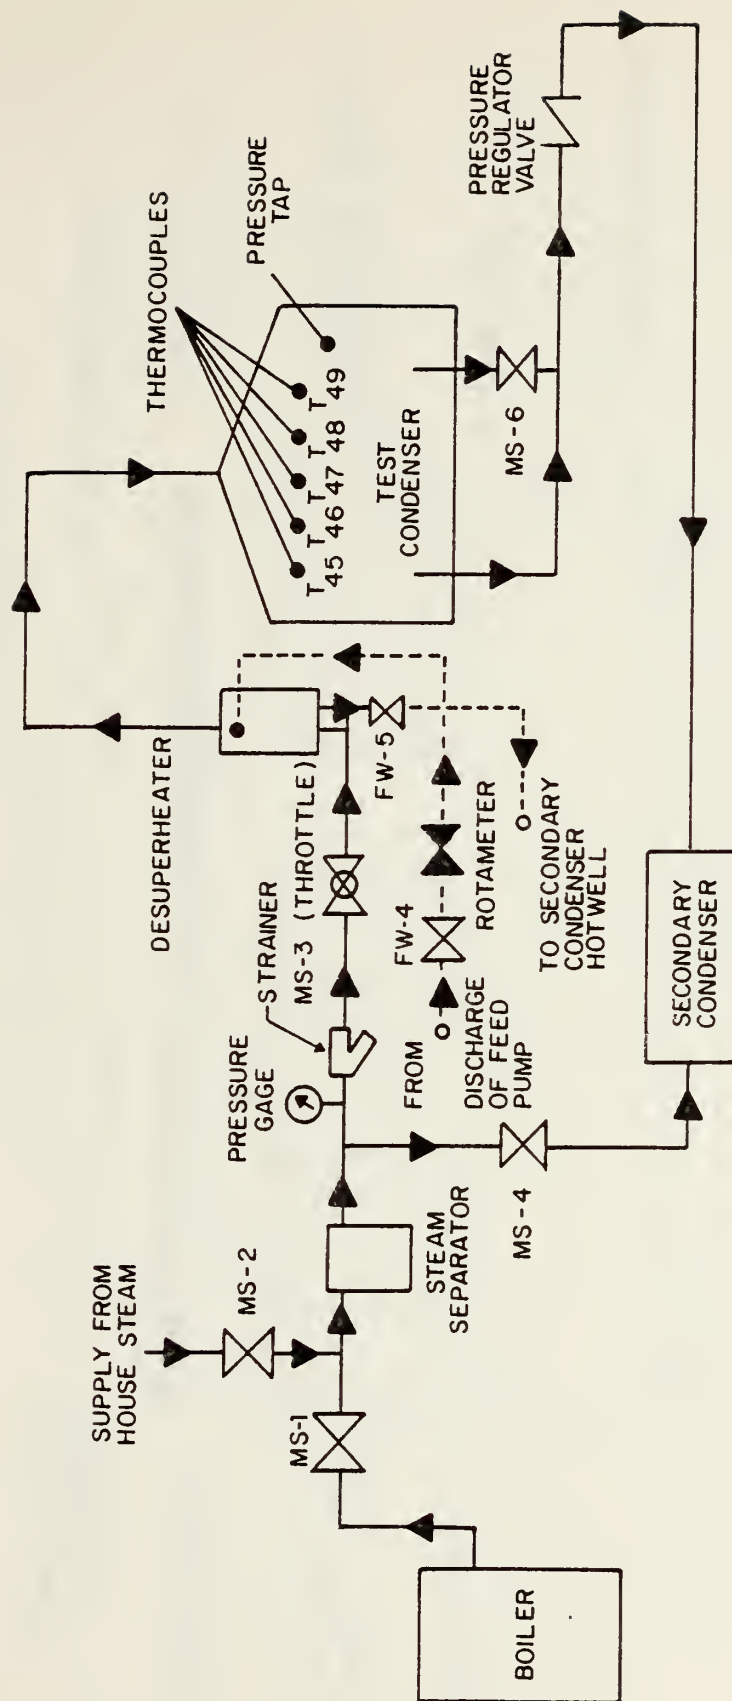 SUPPLY FROM
HOUSE STEAM
MS-2
MS-1
BOILER
STEAM
SEPARATOR
PRESSURE
GAGE
STRAINER
MS-4
MS-3 (THROTTLE)
DESUPERHEATER
FROM
DISCHARGE
OF FEED
PUMP
FW-4
ROTAMETER
FW-5
TO SECONDARY
CONDENSER
HOTWELL
SECONDARY
CONDENSER
THERMOCOUPLES
PRESSURE
TAP
T45
T46
T47
T48
T49
TEST
CONDENSER
MS-6
PRESSURE
REGULATOR
VALVE